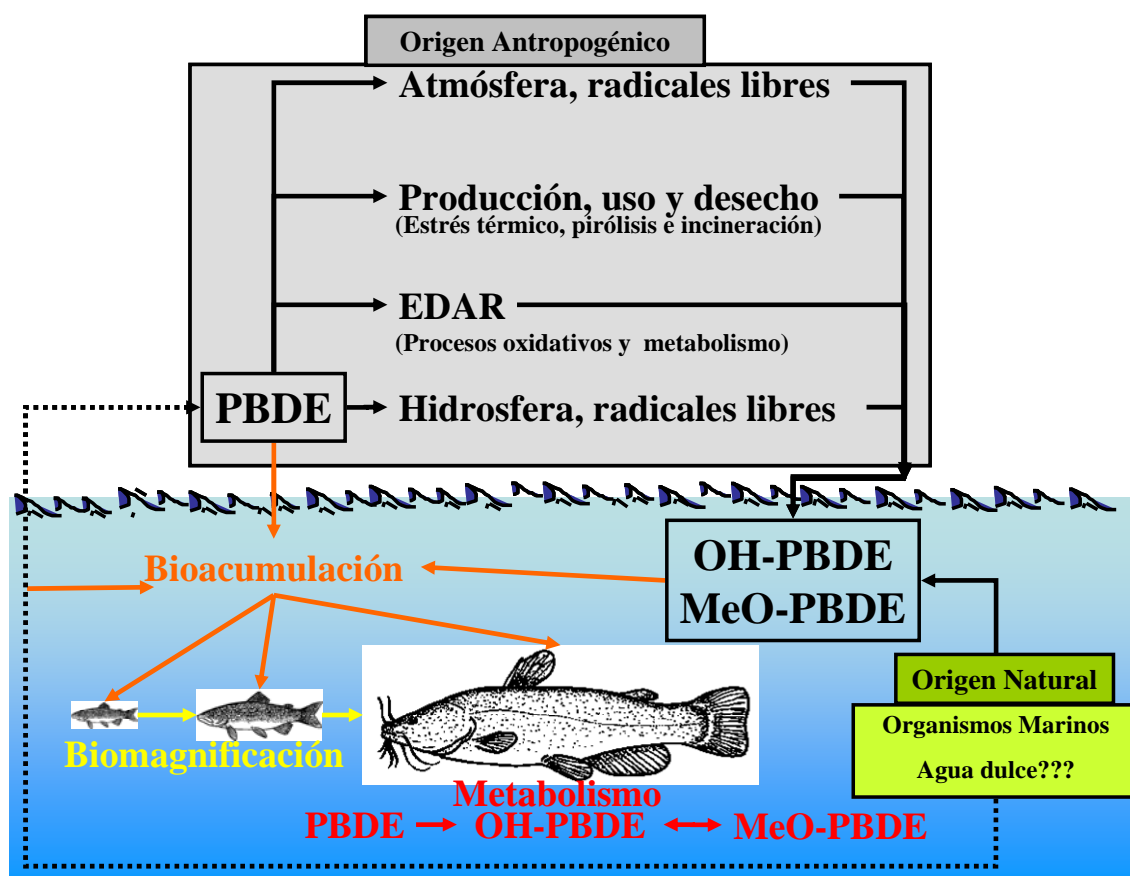 Origen Antropogénico
Atmósfera, radicales libres
Producción, uso y desecho
(Estrés térmico, pirólisis e incineración)
EDAR
(Procesos oxidativos y metabolismo)
PBDE
Hidrosfera, radicales libres
OH-PBDE
MeO-PBDE
Bioacumulación
Origen Natural
Organismos Marinos
Agua dulce???
Biomagnificación
Metabolismo
PBDE OH-PBDE MeO-PBDE